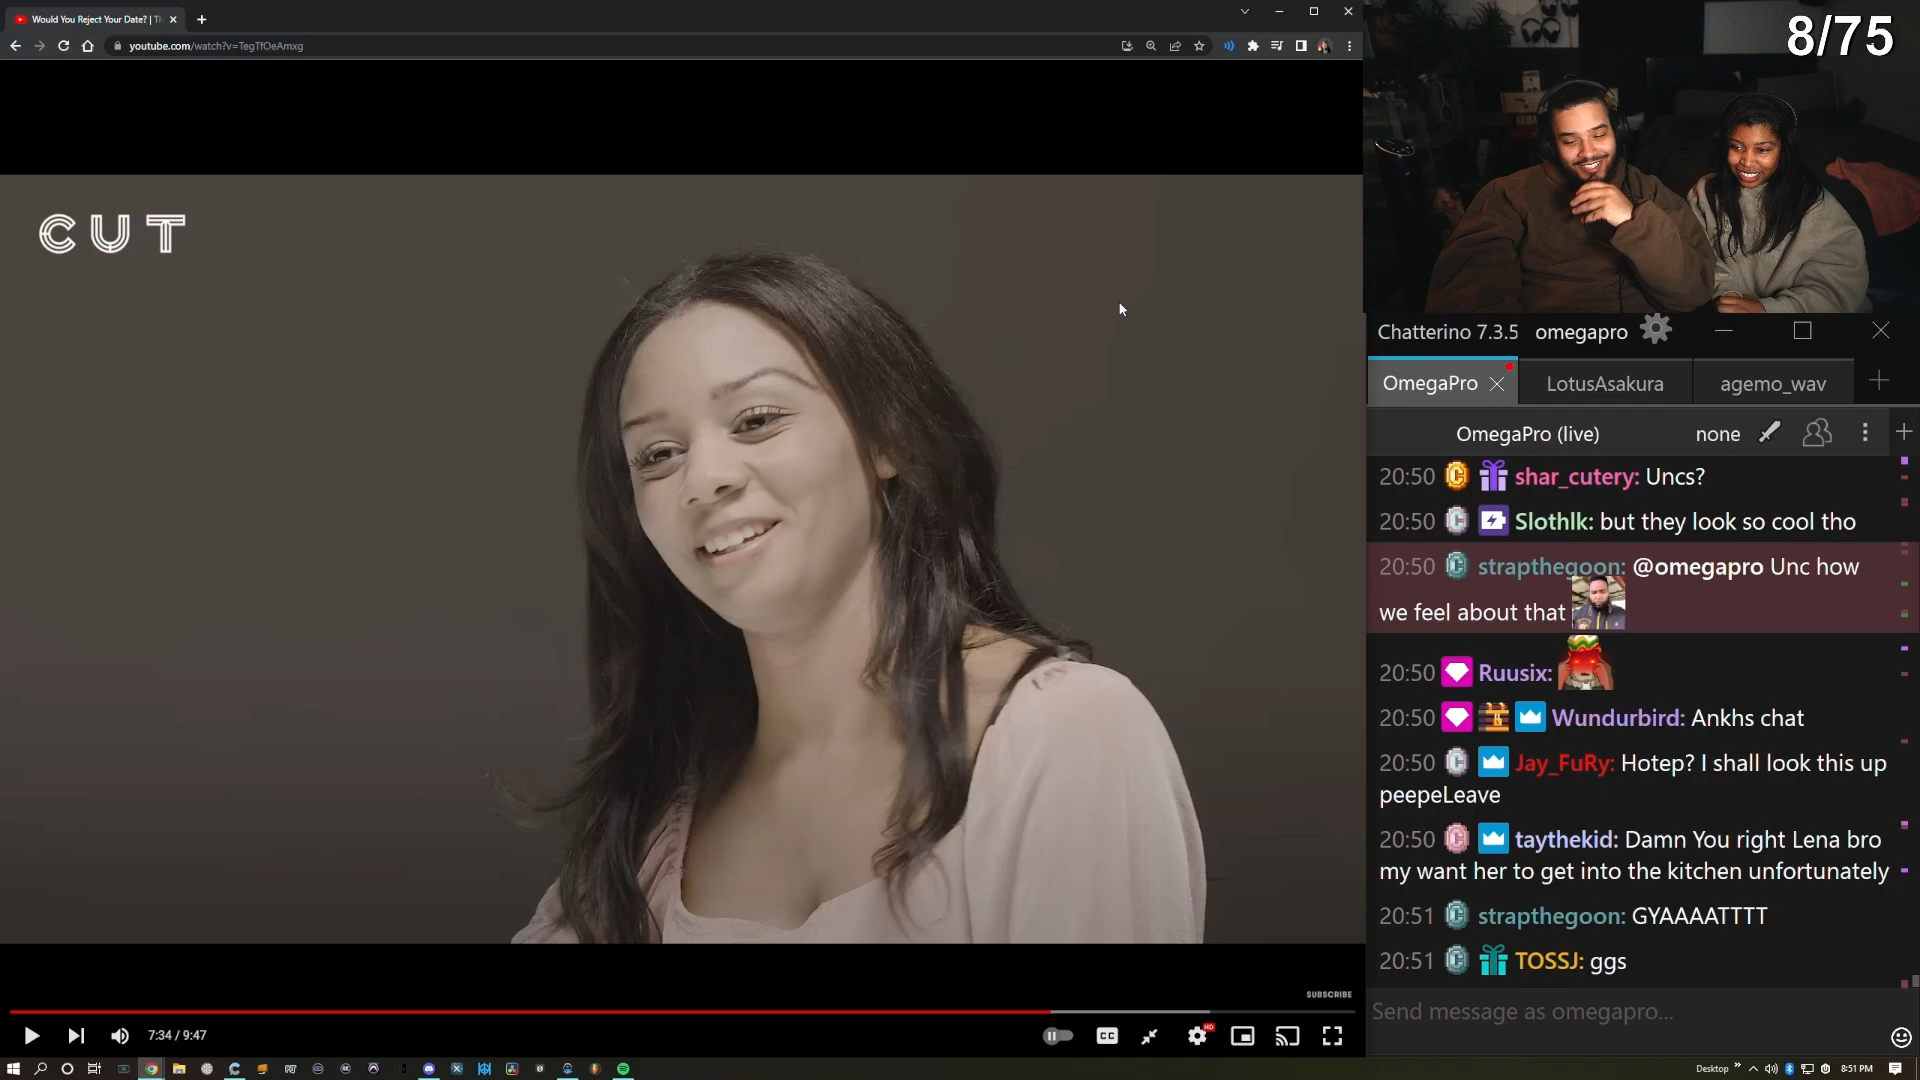 Would You Reject Your Date? | Th
youtube.com/watch?v=TegTfOeAmxg
8/75
CUT
Chatterino 7.3.5 omegapro
OmegaPro LotusAsakura agemo_wav
OmegaPro (live) none
20:50 shar_cutery: Uncs?
20:50 Slothlk: but they look so cool tho
20:50 strapthegoon: @omegapro Unc how
we feel about that
20:50 Ruusix:
20:50 Wundurbird: Ankhs chat
20:50 Jay_FuRy: Hotep? I shall look this up
peepeLeave
20:50 taythekid: Damn You right Lena bro
my want her to get into the kitchen unfortunately
20:51 strapthegoon: GYAAAATTTT
20:51 TOSSJ: ggs
Send message as omegapro...
SUBSCRIBE
7:34 / 9:47
CC
HD
Desktop
8:51 PM